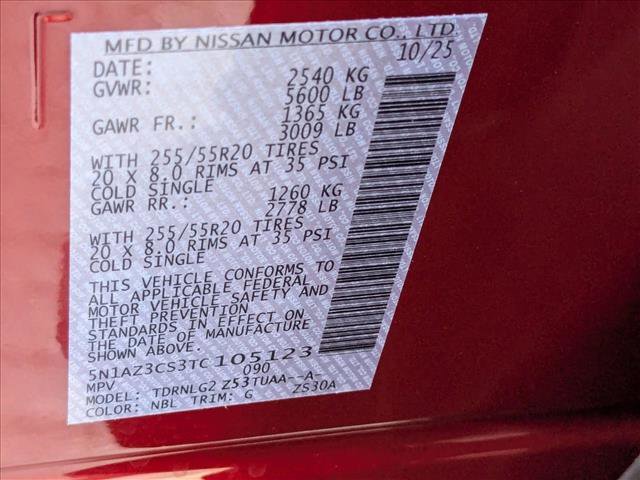 MFD BY NISSAN MOTOR CO., LTD.
DATE: 10/25
GVWR: 2540 KG
5600 LB
GAWR FR.: 1365 KG
3009 LB
WITH 255/55R20 TIRES
20 X 8.0 RIMS AT 35 PSI
COLD SINGLE
GAWR RR.: 1260 KG
2778 LB
WITH 255/55R20 TIRES
20 X 8.0 RIMS AT 35 PSI
COLD SINGLE
THIS VEHICLE CONFORMS TO
ALL APPLICABLE FEDERAL
MOTOR VEHICLE SAFETY AND
THEFT PREVENTION
STANDARDS IN EFFECT ON
THE DATE OF MANUFACTURE
SHOWN ABOVE.
5N1AZ3CS3TC105123
MPV 090
MODEL: TDRNLG2 Z53TUAA--A-
COLOR: NBL TRIM: G ZS30A